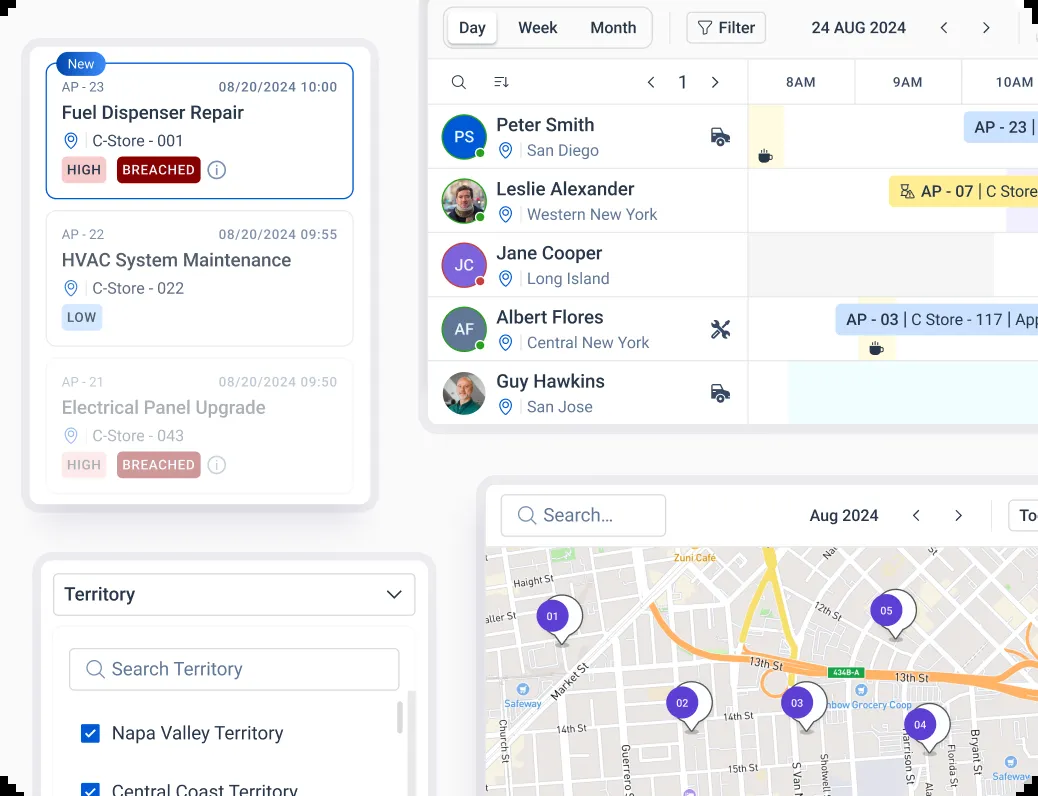 New
AP - 23 08/20/2024 10:00
Fuel Dispenser Repair
C-Store - 001
HIGH BREACHED
AP - 22 08/20/2024 09:55
HVAC System Maintenance
C-Store - 022
LOW
AP - 21 08/20/2024 09:50
Electrical Panel Upgrade
C-Store - 043
HIGH BREACHED
Day Week Month Filter 24 AUG 2024
1 8AM 9AM 10AM
PS Peter Smith AP - 23 |
San Diego
Leslie Alexander AP - 07 | C Store
Western New York
JC Jane Cooper
Long Island
AF Albert Flores AP - 03 | C Store - 117 | App
Central New York
Guy Hawkins
San Jose
Territory
Search Territory
Napa Valley Territory
Central Coast Territory
Search... Aug 2024 To
Zuni Café
Haight St
aller St
01
05
12th St
Market St
13th St
434B-A
13th St
Safeway
02
03
nbow Grocery Coop
04
Church St
14th St
14th St
Guerrero S
15th St
S Van N
Shotwell
Harrison St
Florida St
Bryant St
Safeway